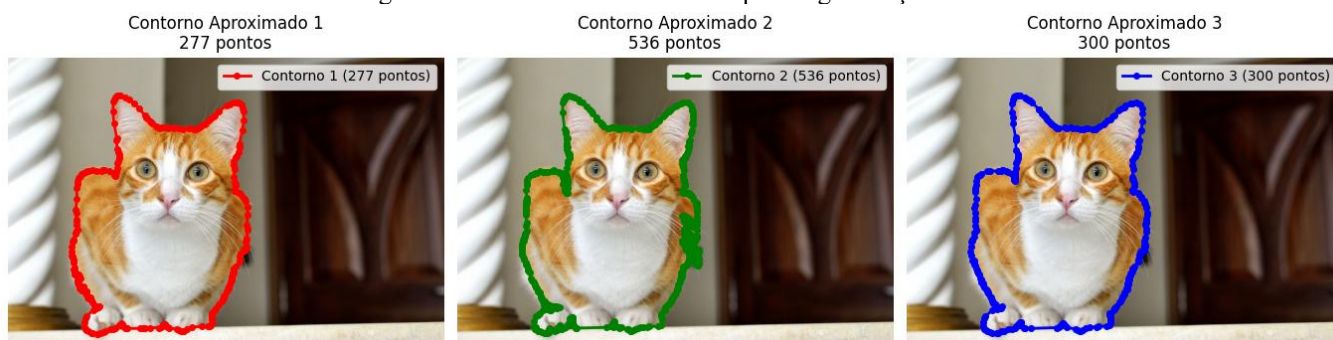 Contorno Aproximado 1
277 pontos
Contorno 1 (277 pontos)
Contorno Aproximado 2
536 pontos
Contorno 2 (536 pontos)
Contorno Aproximado 3
300 pontos
Contorno 3 (300 pontos)